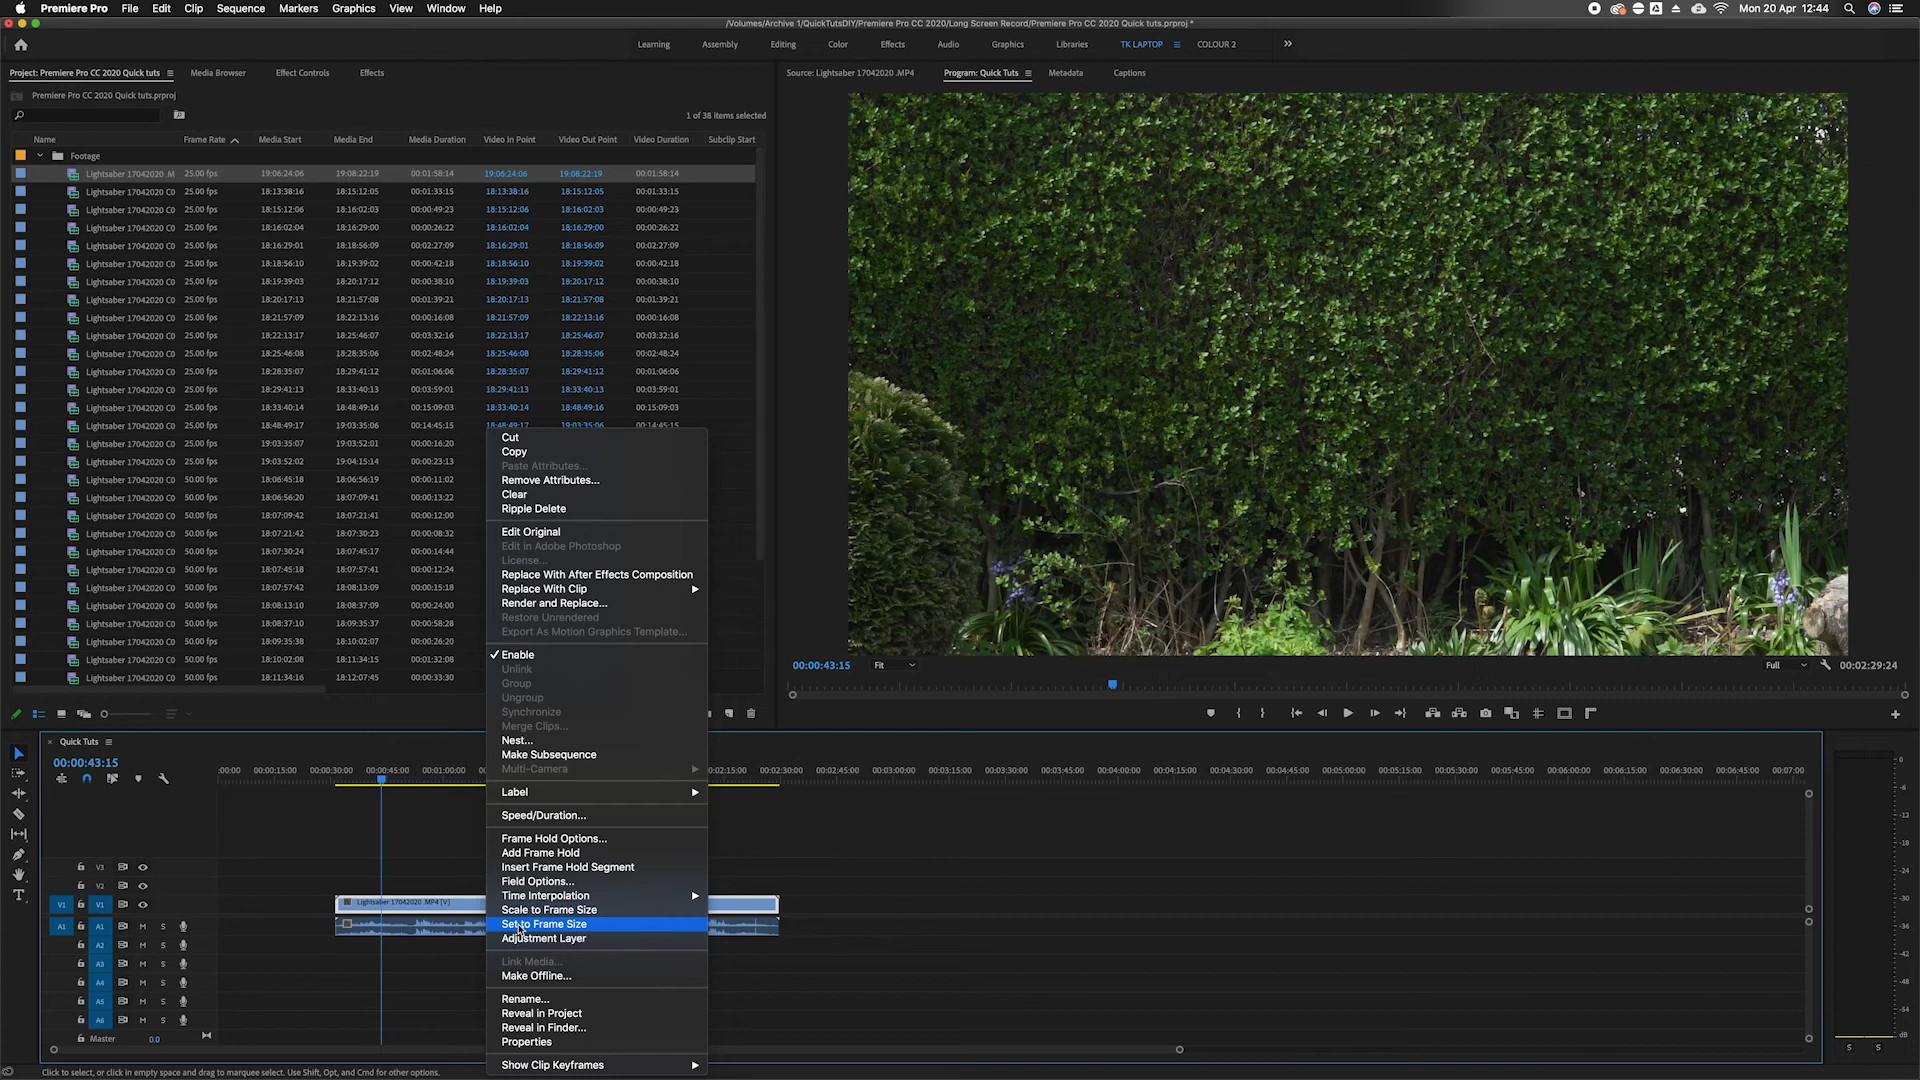 Premiere Pro File Edit Clip Sequence Markers Graphics View Window Help Mon 20 Apr 12:44
/Volumes/Archive 1/QuickTutsDIY/Premiere Pro CC 2020/Long Screen Record/Premiere Pro CC 2020 Quick tuts.prproj *
Learning Assembly Editing Color Effects Audio Graphics Libraries TK LAPTOP COLOUR 2
Project: Premiere Pro CC 2020 Quick tuts Media Browser Effect Controls Effects Source: Lightsaber 17042020 .MP4 Program: Quick Tuts Metadata Captions
Premiere Pro CC 2020 Quick tuts.prproj
1 of 38 items selected
Name Frame Rate Media Start Media End Media Duration Video In Point Video Out Point Video Duration Subclip Start
Footage
Lightsaber 17042020 .M 25.00 fps 19:06:24:06 19:08:22:19 00:01:58:14 19:06:24:06 19:08:22:19 00:01:58:14
Lightsaber 17042020 C0 25.00 fps 18:13:38:16 18:15:12:05 00:01:33:15 18:13:38:16 18:15:12:05 00:01:33:15
Lightsaber 17042020 C0 25.00 fps 18:15:12:06 18:16:02:03 00:00:49:23 18:15:12:06 18:16:02:03 00:00:49:23
Lightsaber 17042020 C0 25.00 fps 18:16:02:04 18:16:29:00 00:00:26:22 18:16:02:04 18:16:29:00 00:00:26:22
Lightsaber 17042020 C0 25.00 fps 18:16:29:01 18:18:56:09 00:02:27:09 18:16:29:01 18:18:56:09 00:02:27:09
Lightsaber 17042020 C0 25.00 fps 18:18:56:10 18:19:39:02 00:00:42:18 18:18:56:10 18:19:39:02 00:00:42:18
Lightsaber 17042020 C0 25.00 fps 18:19:39:03 18:20:17:12 00:00:38:10 18:19:39:03 18:20:17:12 00:00:38:10
Lightsaber 17042020 C0 25.00 fps 18:20:17:13 18:21:57:08 00:01:39:21 18:20:17:13 18:21:57:08 00:01:39:21
Lightsaber 17042020 C0 25.00 fps 18:21:57:09 18:22:13:16 00:00:16:08 18:21:57:09 18:22:13:16 00:00:16:08
Lightsaber 17042020 C0 25.00 fps 18:22:13:17 18:25:46:07 00:03:32:16 18:22:13:17 18:25:46:07 00:03:32:16
Lightsaber 17042020 C0 25.00 fps 18:25:46:08 18:28:35:06 00:02:48:24 18:25:46:08 18:28:35:06 00:02:48:24
Lightsaber 17042020 C0 25.00 fps 18:28:35:07 18:29:41:12 00:01:06:06 18:28:35:07 18:29:41:12 00:01:06:06
Lightsaber 17042020 C0 25.00 fps 18:29:41:13 18:33:40:13 00:03:59:01 18:29:41:13 18:33:40:13 00:03:59:01
Lightsaber 17042020 C0 25.00 fps 18:33:40:14 18:48:49:16 00:15:09:03 18:33:40:14 18:48:49:16 00:15:09:03
Lightsaber 17042020 C0 25.00 fps 18:48:49:17 19:03:35:06 00:14:45:15 18:48:49:17 19:03:35:06 00:14:45:15
Lightsaber 17042020 C0 25.00 fps 19:03:35:07 19:03:52:01 00:00:16:20
Lightsaber 17042020 C0 25.00 fps 19:03:52:02 19:04:15:14 00:00:23:13
Lightsaber 17042020 C0 50.00 fps 18:06:45:18 18:06:56:19 00:00:11:02
Lightsaber 17042020 C0 50.00 fps 18:06:56:20 18:07:09:41 00:00:13:22
Lightsaber 17042020 C0 50.00 fps 18:07:09:42 18:07:21:41 00:00:12:00
Lightsaber 17042020 C0 50.00 fps 18:07:21:42 18:07:30:23 00:00:08:32
Lightsaber 17042020 C0 50.00 fps 18:07:30:24 18:07:45:17 00:00:14:44
Lightsaber 17042020 C0 50.00 fps 18:07:45:18 18:07:57:41 00:00:12:24
Lightsaber 17042020 C0 50.00 fps 18:07:57:42 18:08:13:09 00:00:15:18
Lightsaber 17042020 C0 50.00 fps 18:08:13:10 18:08:37:09 00:00:24:00
Lightsaber 17042020 C0 50.00 fps 18:08:37:10 18:09:35:37 00:00:58:28
Lightsaber 17042020 C0 50.00 fps 18:09:35:38 18:10:02:07 00:00:26:20
Lightsaber 17042020 C0 50.00 fps 18:10:02:08 18:11:34:15 00:01:32:08
Lightsaber 17042020 C0 50.00 fps 18:11:34:16 18:12:07:45 00:00:33:30
Cut
Copy
Paste Attributes...
Remove Attributes...
Clear
Ripple Delete
Edit Original
Edit in Adobe Photoshop
License...
Replace With After Effects Composition
Replace With Clip
Render and Replace...
Restore Unrendered
Export As Motion Graphics Template...
Enable
Unlink
Group
Ungroup
Synchronize
Merge Clips...
Nest...
Make Subsequence
Multi-Camera
Label
Speed/Duration...
Frame Hold Options...
Add Frame Hold
Insert Frame Hold Segment
Field Options...
Time Interpolation
Scale to Frame Size
Set to Frame Size
Adjustment Layer
Link Media...
Make Offline...
Rename...
Reveal in Project
Reveal in Finder...
Properties
Show Clip Keyframes
00:00:43:15 Fit Full 00:02:29:24
Quick Tuts
00:00:43:15
:00:00 00:00:15:00 00:00:30:00 00:00:45:00 00:01:00:00 00:02:15:00 00:02:30:00 00:02:45:00 00:03:00:00 00:03:15:00 00:03:30:00 00:03:45:00 00:04:00:00 00:04:15:00 00:04:30:00 00:04:45:00 00:05:00:00 00:05:15:00 00:05:30:00 00:05:45:00 00:06:00:00 00:06:15:00 00:06:30:00 00:06:45:00 00:07:00
V3
V2
V1 V1 Lightsaber 17042020 .MP4 [V]
A1 A1 M S
A2 M S
A3 M S
A4 M S
A5 M S
A6 M S
Master 0.0
0
-12
-18
-24
-36
-42
-48
-54
dB
S S
Click to select, or click in empty space and drag to marquee select. Use Shift, Opt, and Cmd for other options.